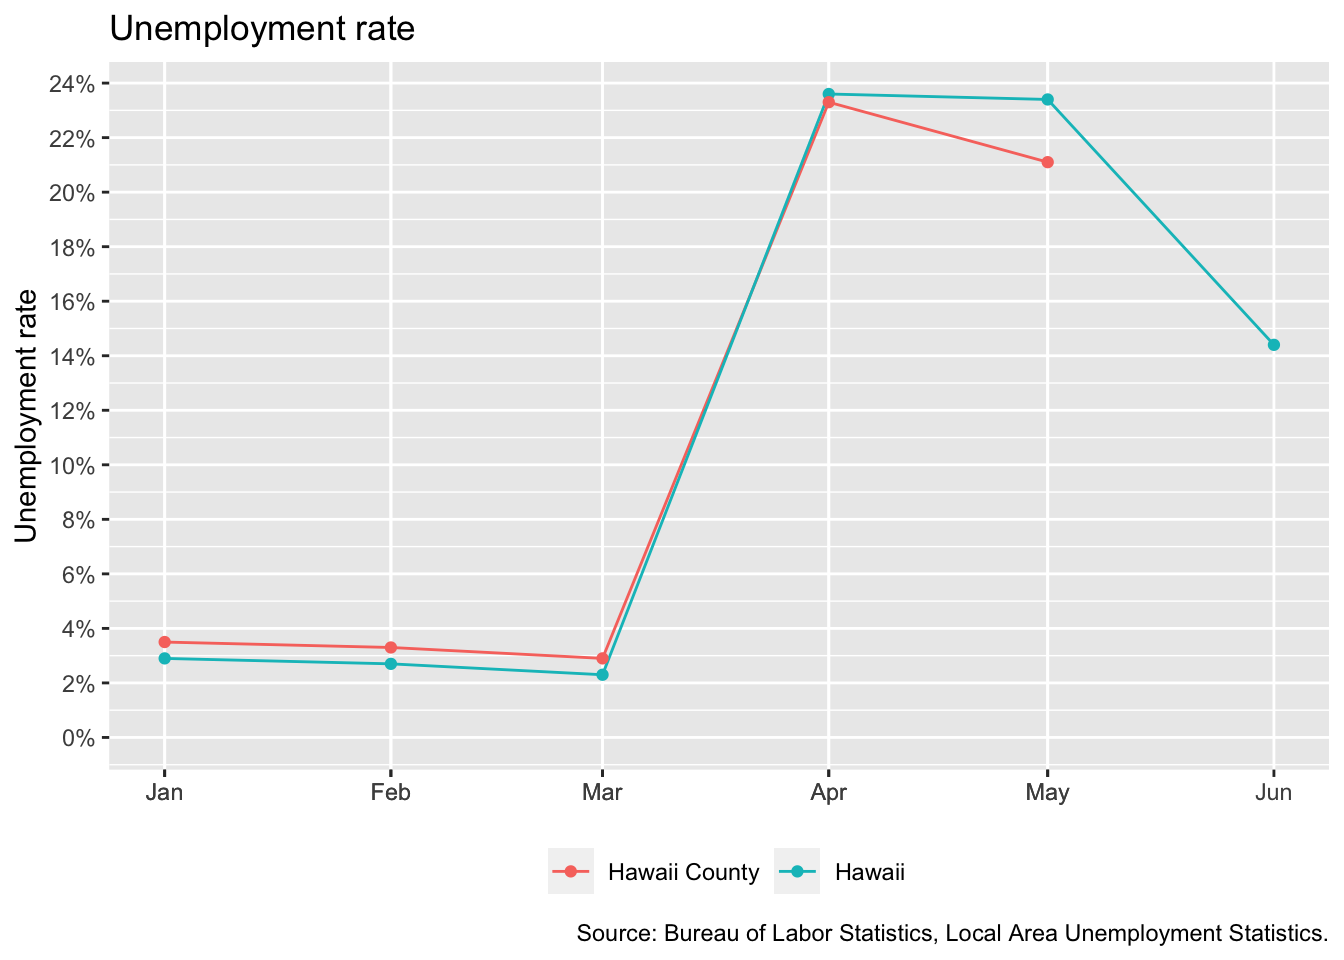 Unemployment rate
Unemployment rate
24%
22%
20%
18%
16%
14%
12%
10%
8%
6%
4%
2%
0%
Jan Feb Mar Apr May Jun
Hawaii County Hawaii
Source: Bureau of Labor Statistics, Local Area Unemployment Statistics.